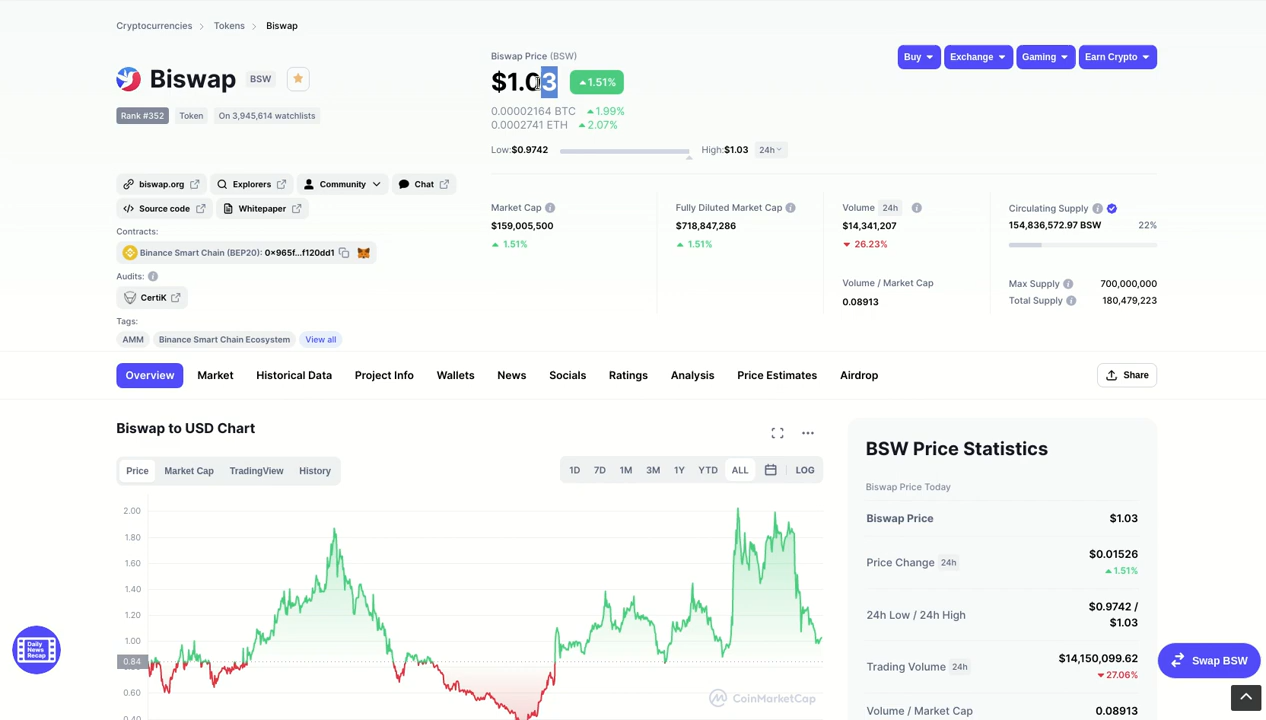 Cryptocurrencies > Tokens > Biswap
Biswap BSW
Rank #352 Token On 3,945,614 watchlists
Biswap Price (BSW)
$1.03 1.51%
0.00002164 BTC 1.99%
0.0002741 ETH 2.07%
Low:$0.9742 High:$1.03 24h
Buy Exchange Gaming Earn Crypto
biswap.org Explorers Community Chat
Source code Whitepaper
Contracts:
Binance Smart Chain (BEP20): 0x965f...f120dd1
Audits:
CertiK
Tags:
AMM Binance Smart Chain Ecosystem View all
Market Cap
$159,005,500
1.51%
Fully Diluted Market Cap
$718,847,286
1.51%
Volume 24h
$14,341,207
26.23%
Volume / Market Cap
0.08913
Circulating Supply
154,836,572.97 BSW 22%
Max Supply 700,000,000
Total Supply 180,479,223
Overview Market Historical Data Project Info Wallets News Socials Ratings Analysis Price Estimates Airdrop Share
Biswap to USD Chart
Price Market Cap TradingView History
1D 7D 1M 3M 1Y YTD ALL LOG
2.00
1.80
1.60
1.40
1.20
1.00
0.84
0.60
0.40
CoinMarketCap
Daily
News
Recap
BSW Price Statistics
Biswap Price Today
Biswap Price $1.03
Price Change 24h $0.01526
1.51%
24h Low / 24h High $0.9742 /
$1.03
Trading Volume 24h $14,150,099.62
27.06%
Volume / Market Cap 0.08913
Swap BSW